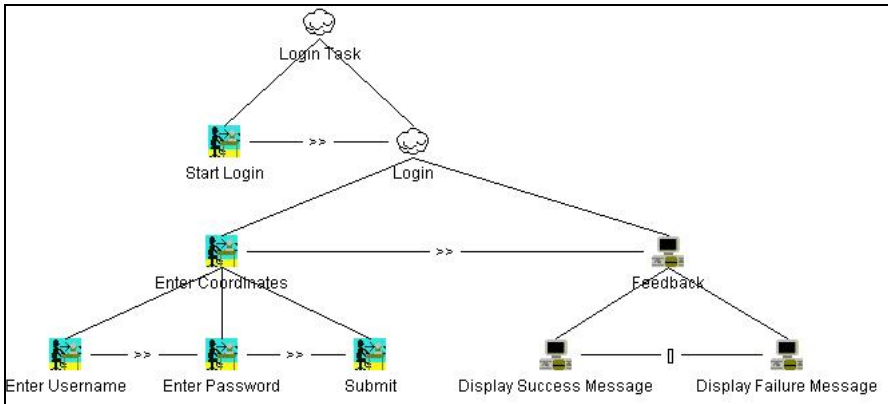 Login Task
>>
Start Login
Login
>>
Enter Coordinates
Feedback
>>
>>
[]
Enter Username
Enter Password
Submit
Display Success Message
Display Failure Message